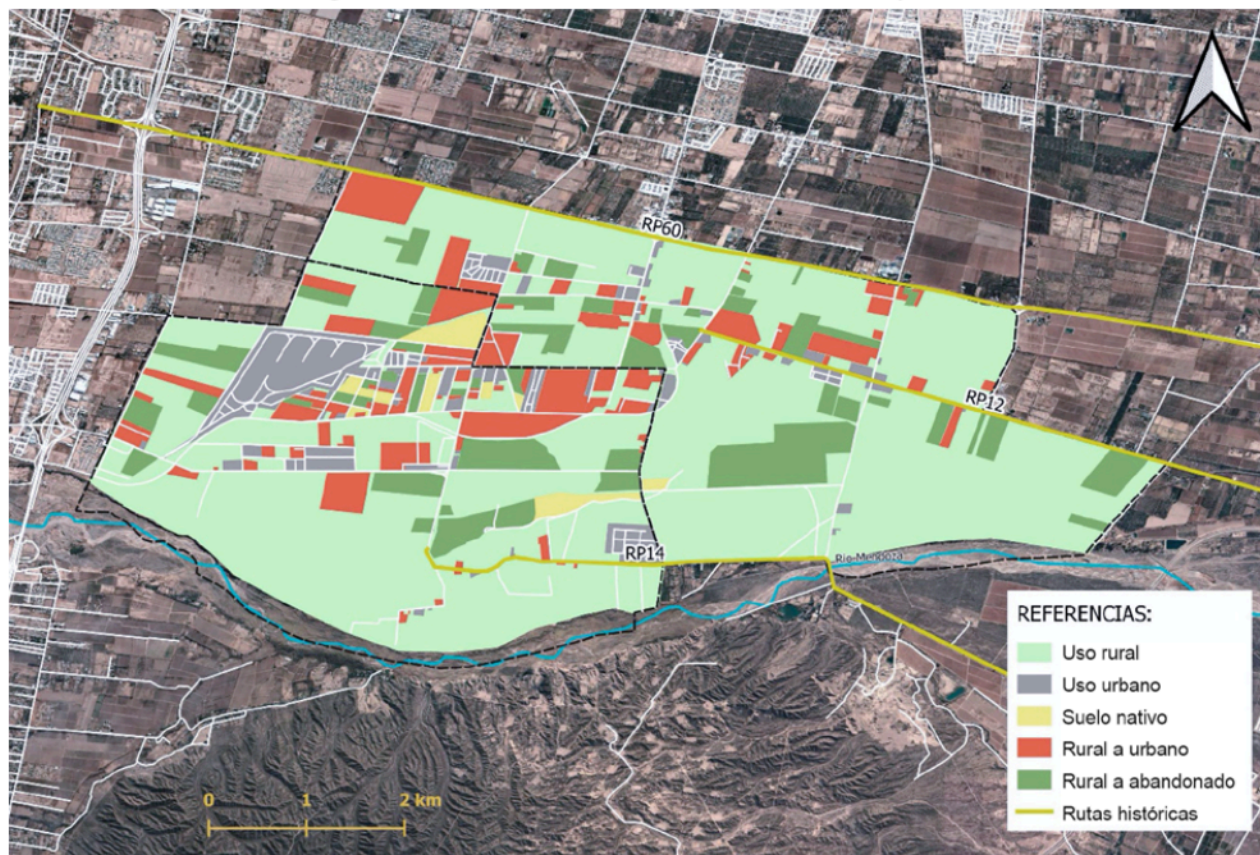 RP60
RP12
RP14
Río Mendoza
0 1 2 km
REFERENCIAS:
Uso rural
Uso urbano
Suelo nativo
Rural a urbano
Rural a abandonado
Rutas históricas